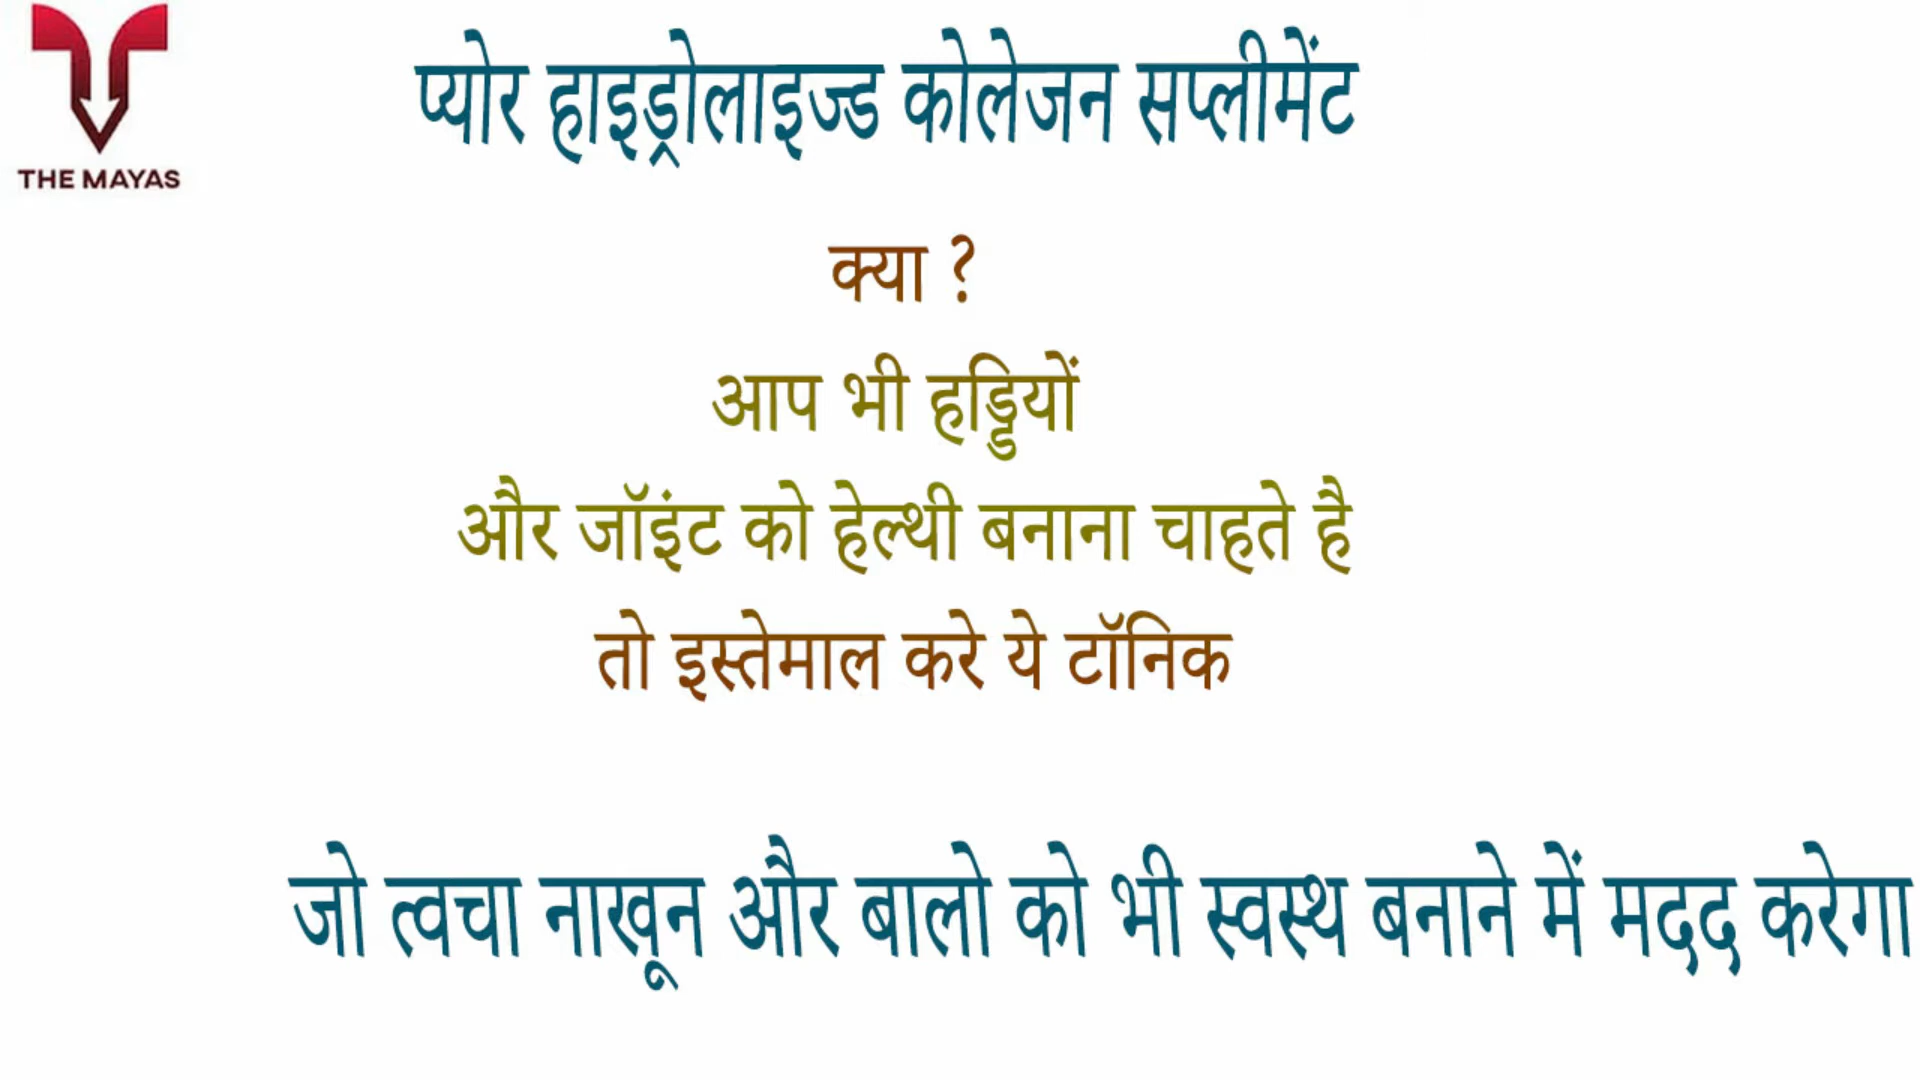 THE MAYAS
प्योर हाइड्रोलाइज्ड कोलेजन सप्लीमेंट
क्या ?
आप भी हड्डियों
और जॉइंट को हेल्थी बनाना चाहते है
तो इस्तेमाल करे ये टॉनिक
जो त्वचा नाखून और बालो को भी स्वस्थ बनाने में मदद करेगा